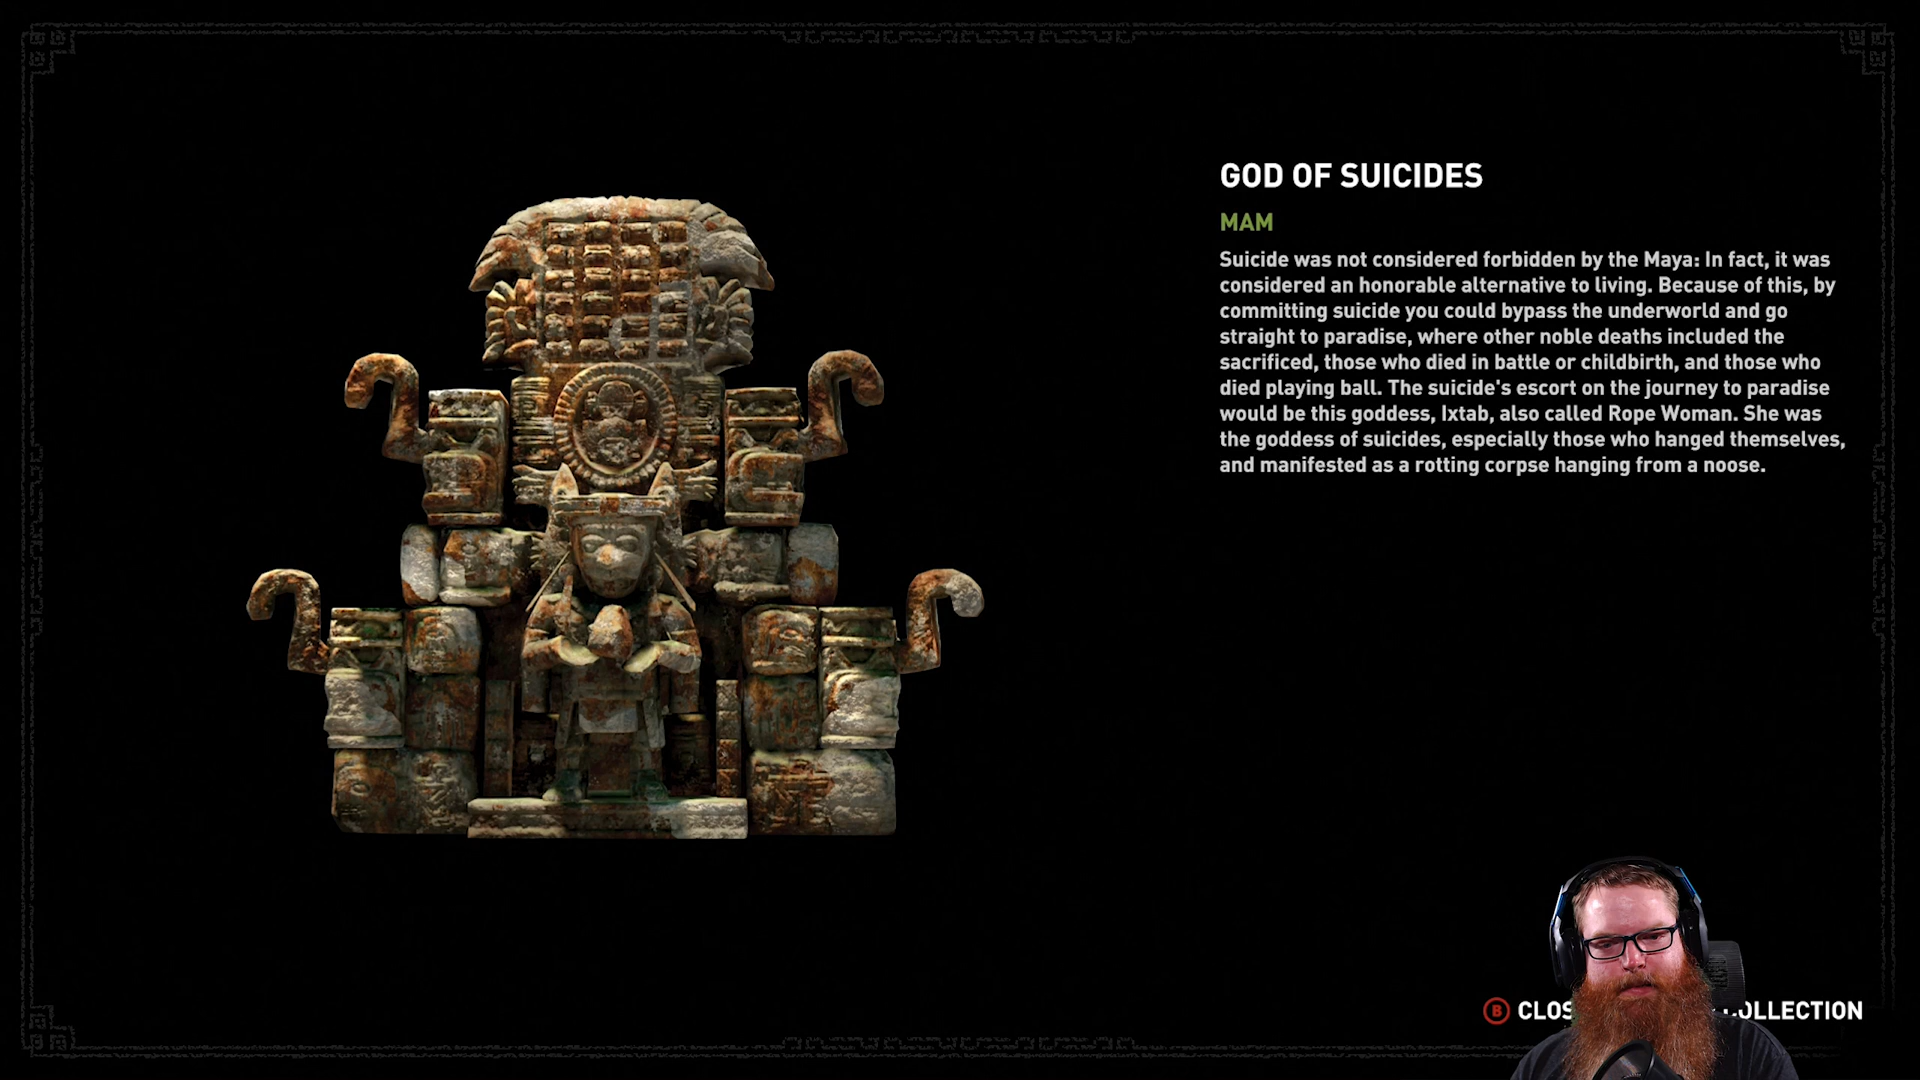 GOD OF SUICIDES
MAM
Suicide was not considered forbidden by the Maya: In fact, it was
considered an honorable alternative to living. Because of this, by
committing suicide you could bypass the underworld and go
straight to paradise, where other noble deaths included the
sacrificed, those who died in battle or childbirth, and those who
died playing ball. The suicide's escort on the journey to paradise
would be this goddess, Ixtab, also called Rope Woman. She was
the goddess of suicides, especially those who hanged themselves,
and manifested as a rotting corpse hanging from a noose.
B